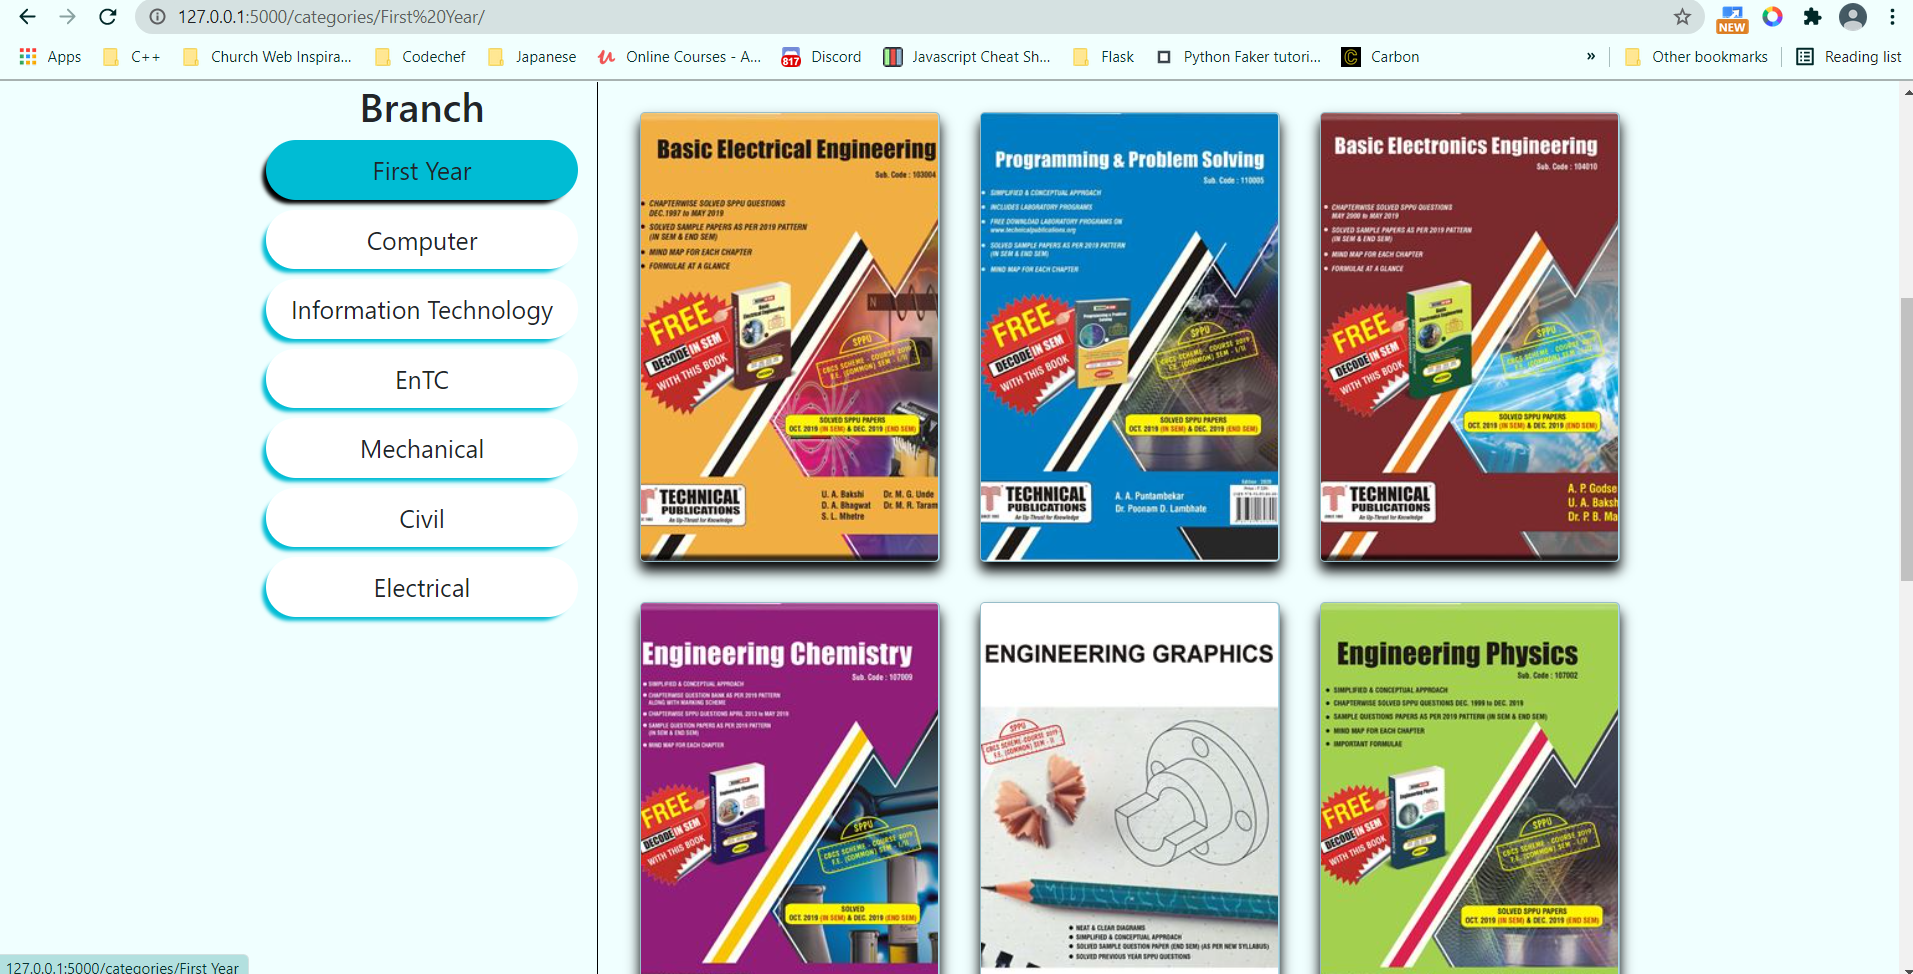 127.0.0.1:5000/categories/First%20Year/
NEW
Apps
C++
Church Web Inspira...
Codechef
Japanese
Online Courses - A...
817
Discord
Javascript Cheat Sh...
Flask
Python Faker tutori...
C
Carbon
»
Other bookmarks
Reading list
Branch
First Year
Computer
Information Technology
EnTC
Mechanical
Civil
Electrical
Basic Electrical Engineering
Sub. Code : 103004
CHAPTERWISE SOLVED SPPU QUESTIONS
DEC.1997 to MAY 2019
SOLVED SAMPLE PAPERS AS PER 2019 PATTERN
(IN SEM & END SEM)
MIND MAP FOR EACH CHAPTER
FORMULAE AT A GLANCE
N
FREE
DECODE IN SEM
WITH THIS BOOK
Basic
Electrical Engineering
SPPU
CBCS SCHEME - COURSE 2019
F.E. (COMMON) SEM - I/II
SOLVED SPPU PAPERS
OCT. 2019 (IN SEM) & DEC. 2019 (END SEM)
TECHNICAL
PUBLICATIONS
An Up-Thrust for Knowledge
U. A. Bakshi
D. A. Bhagwat
S. L. Mhetre
Dr. M. G. Unde
Dr. M. R. Taram
Programming & Problem Solving
Sub. Code : 110005
SIMPLIFIED & CONCEPTUAL APPROACH
INCLUDES LABORATORY PROGRAMS
FREE DOWNLOAD LABORATORY PROGRAMS ON
www.technicalpublications.org
SOLVED SAMPLE PAPERS AS PER 2019 PATTERN
(IN SEM & END SEM)
MIND MAP FOR EACH CHAPTER
FREE
DECODE IN SEM
WITH THIS BOOK
Programming & Problem
Solving
SPPU
CBCS SCHEME - COURSE 2019
F.E. (COMMON) SEM - I/II
SOLVED SPPU PAPERS
OCT. 2019 (IN SEM) & DEC. 2019 (END SEM)
TECHNICAL
PUBLICATIONS
An Up-Thrust for Knowledge
A. A. Puntambekar
Dr. Poonam D. Lambhate
Edition : 2020
Basic Electronics Engineering
Sub. Code : 104010
CHAPTERWISE SOLVED SPPU QUESTIONS
MAY 2000 to MAY 2019
SOLVED SAMPLE PAPERS AS PER 2019 PATTERN
(IN SEM & END SEM)
MIND MAP FOR EACH CHAPTER
FORMULAE AT A GLANCE
FREE
DECODE IN SEM
WITH THIS BOOK
Basic
Electronics Engineering
SPPU
CBCS SCHEME - COURSE 2019
F.E. (COMMON) SEM - I/II
SOLVED SPPU PAPERS
OCT. 2019 (IN SEM) & DEC. 2019 (END SEM)
TECHNICAL
PUBLICATIONS
An Up-Thrust for Knowledge
A. P. Godse
U. A. Baksh
Dr. P. B. Ma
Engineering Chemistry
Sub. Code : 107009
SIMPLIFIED & CONCEPTUAL APPROACH
CHAPTERWISE QUESTION BANK AS PER 2019 PATTERN
ALONG WITH MARKING SCHEME
CHAPTERWISE SPPU QUESTIONS APRIL 2013 to MAY 2019
SAMPLE QUESTION PAPERS AS PER 2019 PATTERN
(IN SEM & END SEM)
MIND MAP FOR EACH CHAPTER
FREE
DECODE IN SEM
WITH THIS BOOK
Engineering Chemistry
SPPU
CBCS SCHEME - COURSE 2019
F.E. (COMMON) SEM - I/II
SOLVED
OCT. 2019 (IN SEM) & DEC. 2019 (END SEM)
ENGINEERING GRAPHICS
SPPU
CBCS SCHEME-COURSE 2019
F.E. (COMMON) SEM - II
NEAT & CLEAR DIAGRAMS
SIMPLIFIED & CONCEPTUAL APPROACH
SOLVED SAMPLE QUESTION PAPER (END SEM) (AS PER NEW SYLLABUS)
SOLVED PREVIOUS YEAR SPPU QUESTIONS
Engineering Physics
Sub. Code : 107002
SIMPLIFIED & CONCEPTUAL APPROACH
CHAPTERWISE SOLVED SPPU QUESTIONS DEC. 1999 to DEC. 2019
SAMPLE QUESTIONS PAPERS AS PER 2019 PATTERN (IN SEM & END SEM)
MIND MAP FOR EACH CHAPTER
IMPORTANT FORMULAE
FREE
DECODE IN SEM
WITH THIS BOOK
Engineering Physics
SPPU
CBCS SCHEME - COURSE 2019
F.E. (COMMON) SEM - I/II
SOLVED SPPU PAPERS
OCT. 2019 (IN SEM) & DEC. 2019 (END SEM)
127.0.0.1:5000/categories/First Year